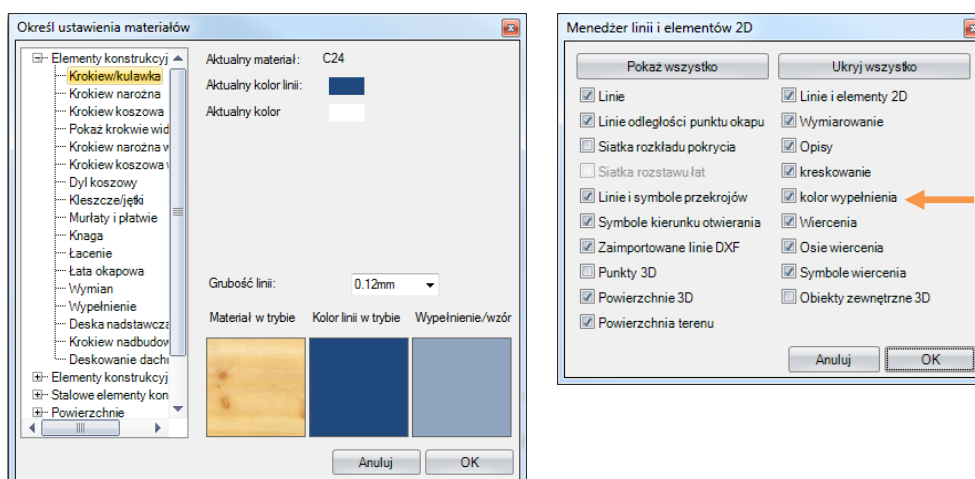 Określ ustawienia materiałów
Elementy konstrukcyj
Krokiew/kulawka
Krokiew narożna
Krokiew koszowa
Pokaż krokwie wid
Krokiew narożna w
Krokiew koszowa w
Dyl koszowy
Kleszcze/jętki
Murłaty i płatwie
Knaga
Łacenie
Łata okapowa
Wymian
Wypełnienie
Deska nadstawcza
Krokiew nadbudow
Deskowanie dachu
Elementy konstrukcyj
Stalowe elementy kon
Powierzchnie
Aktualny materiał: C24
Aktualny kolor linii:
Aktualny kolor
Grubość linii: 0.12mm
Materiał w trybie Kolor linii w trybie Wypełnienie/wzór
Anuluj OK
Menedżer linii i elementów 2D
Pokaż wszystko Ukryj wszystko
Linie Linie i elementy 2D
Linie odległości punktu okapu Wymiarowanie
Siatka rozkładu pokrycia Opisy
Siatka rozstawu łat kreskowanie
Linie i symbole przekrojów kolor wypełnienia
Symbole kierunku otwierania Wiercenia
Zaimportowane linie DXF Osie wiercenia
Punkty 3D Symbole wiercenia
Powierzchnie 3D Obiekty zewnętrzne 3D
Powierzchnia terenu
Anuluj OK